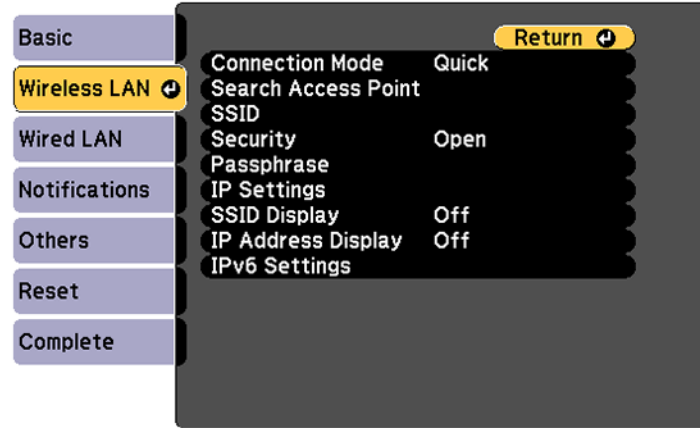 Basic
Wireless LAN
Wired LAN
Notifications
Others
Reset
Complete
Return
Connection Mode Quick
Search Access Point
SSID
Security Open
Passphrase
IP Settings
SSID Display Off
IP Address Display Off
IPv6 Settings